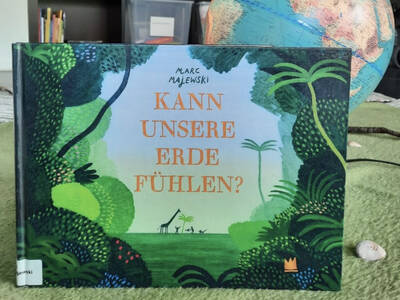 MARC
MAJEWSKI
KANN
UNSERE
ERDE
FÜHLEN?